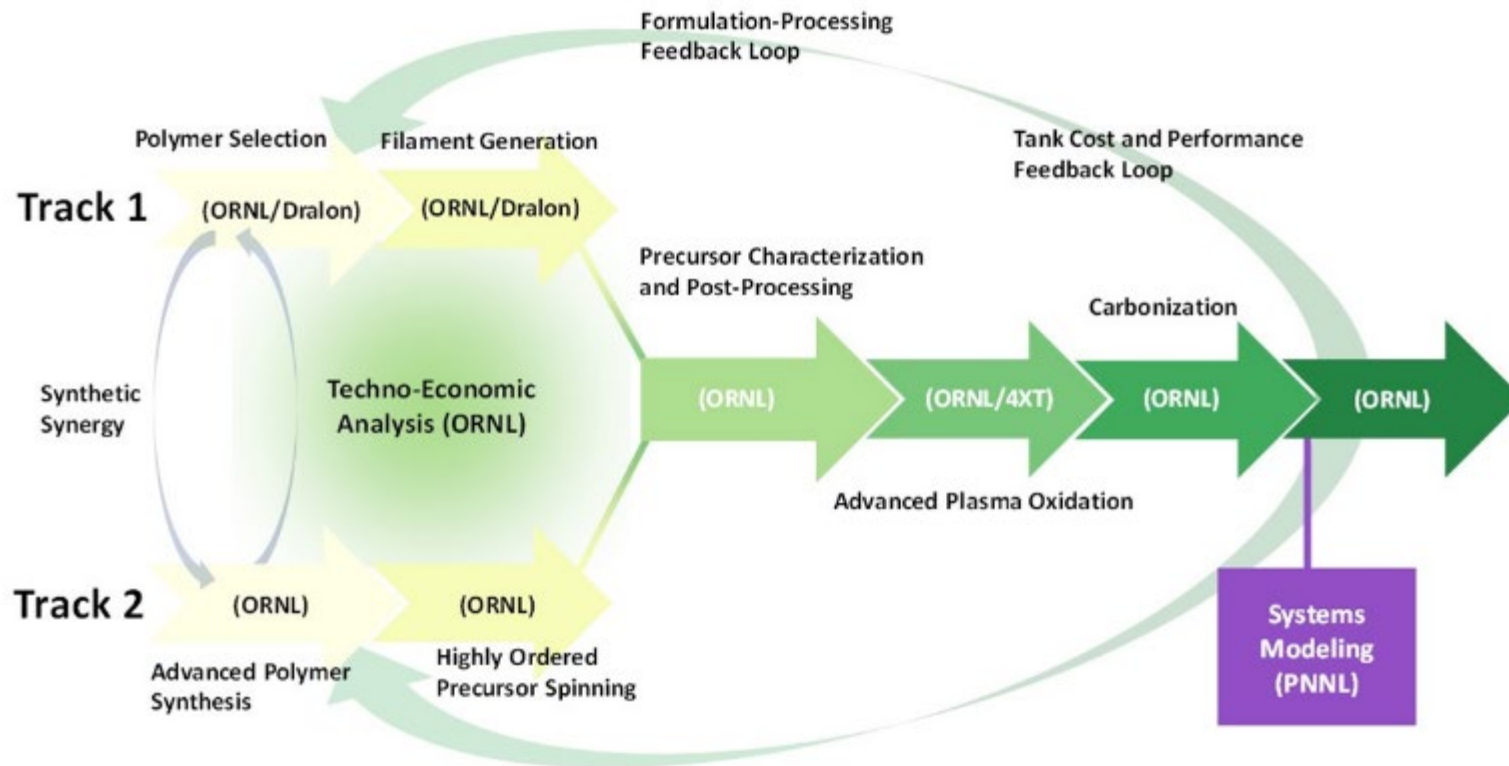 Formulation-Processing
Feedback Loop
Polymer Selection
Filament Generation
Tank Cost and Performance
Feedback Loop
Track 1
(ORNL/Dralon)
(ORNL/Dralon)
Precursor Characterization
and Post-Processing
Carbonization
Synthetic
Synergy
Techno-Economic
Analysis (ORNL)
(ORNL)
(ORNL/4XT)
(ORNL)
(ORNL)
Advanced Plasma Oxidation
Track 2
(ORNL)
(ORNL)
Advanced Polymer
Synthesis
Highly Ordered
Precursor Spinning
Systems
Modeling
(PNNL)